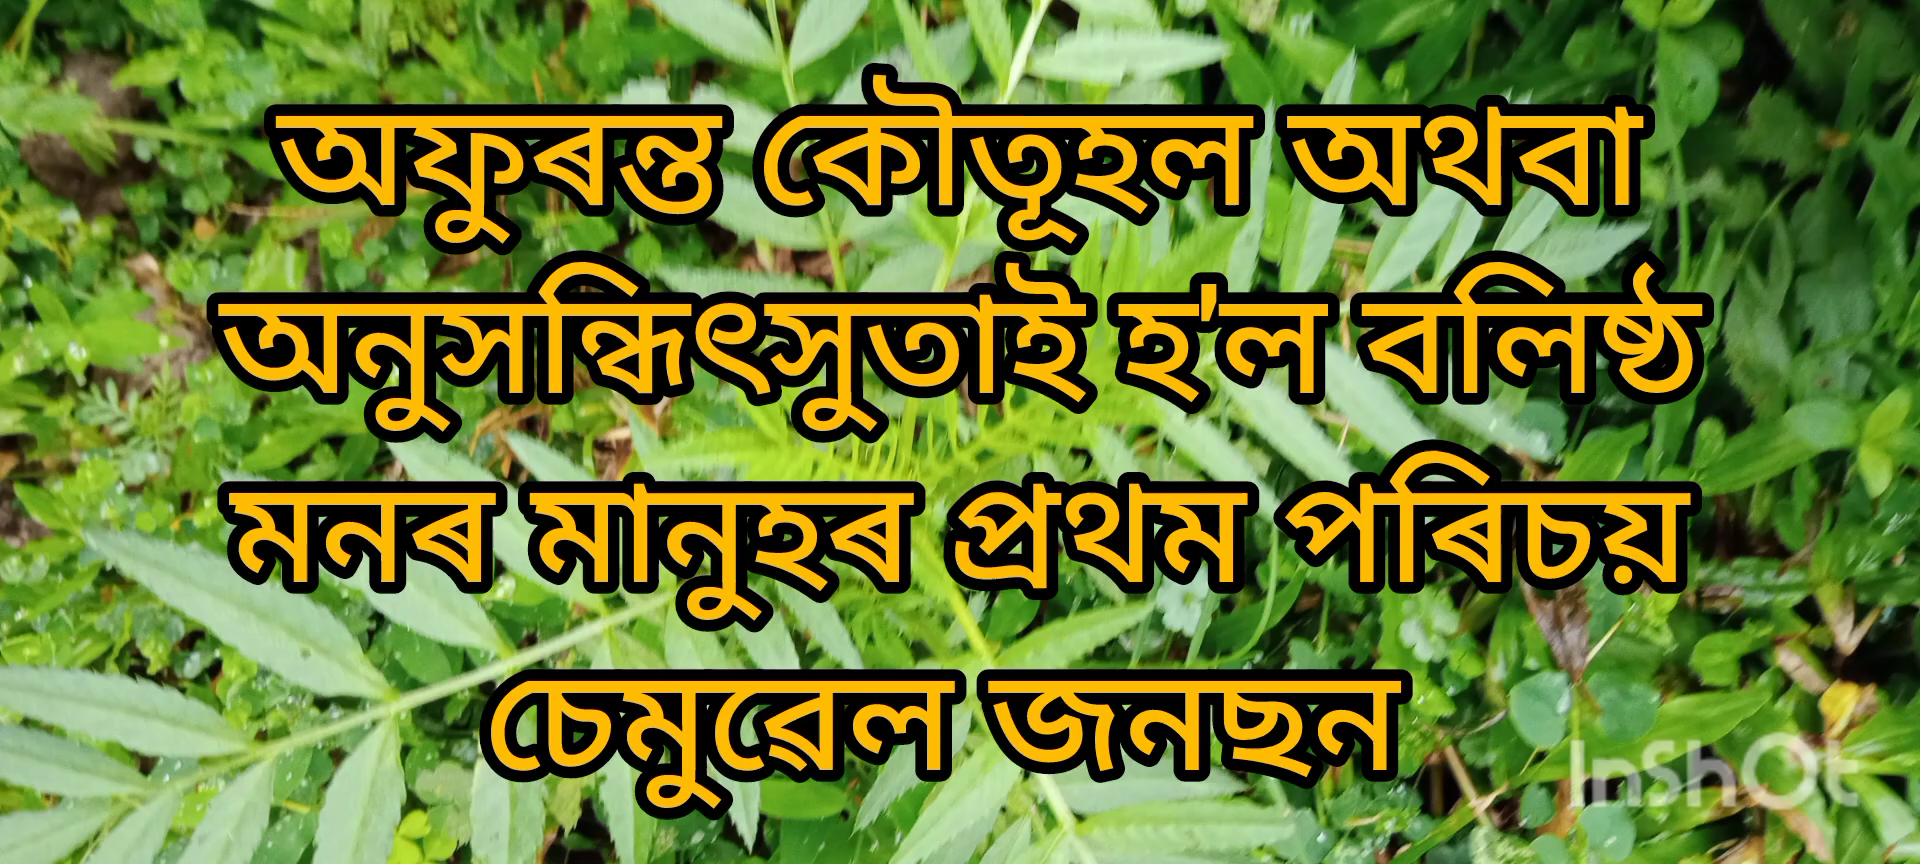 অফুৰন্ত কৌতূহল অথবা
অনুসন্ধিৎসুতাই হ'ল বলিষ্ঠ
মনৰ মানুহৰ প্ৰথম পৰিচয়
চেমুৱেল জনছন
InShOt